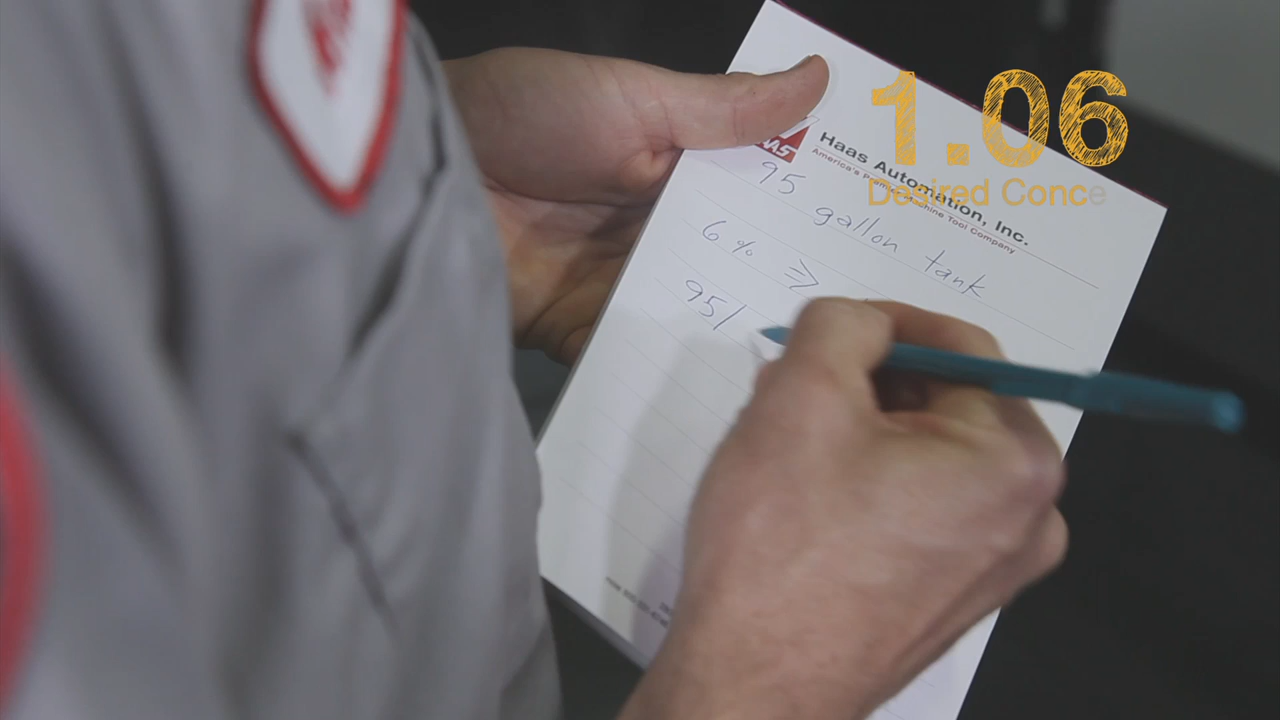 1.06
Desired Conce
Haas Automation, Inc.
America's Premier Machine Tool Company
95 gallon tank
6% ⇒
95/